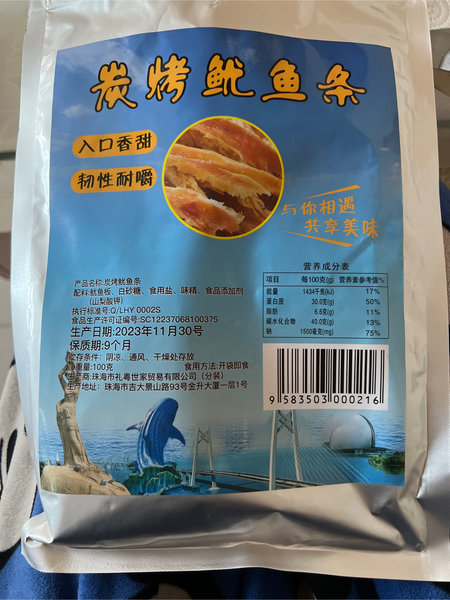 炭烤鱿鱼条
入口香甜
韧性耐嚼
与你相遇
共享美味
产品名称:炭烤鱿鱼条
配料:鱿鱼板、白砂糖、食用盐、味精、食品添加剂
(山梨酸钾)
执行标准号:Q/LHY 0002S
食品生产许可证编号:SC12237068100375
生产日期:2023年11月30号
保质期:9个月
贮存条件:阴凉、通风、干燥处存放
重量:100克 食用方法:开袋即食
生产商:珠海市礼粤世家贸易有限公司(分装)
生产地址:珠海市吉大景山路93号金升大厦一层1号
营养成分表
项目 每100克(g) 营养素参考值%
能量 1434千焦(kJ) 17%
蛋白质 30.0克(g) 50%
脂肪 6.6克(g) 11%
碳水化合物 40.0克(g) 13%
钠 1500毫克(mg) 75%
9583503000216